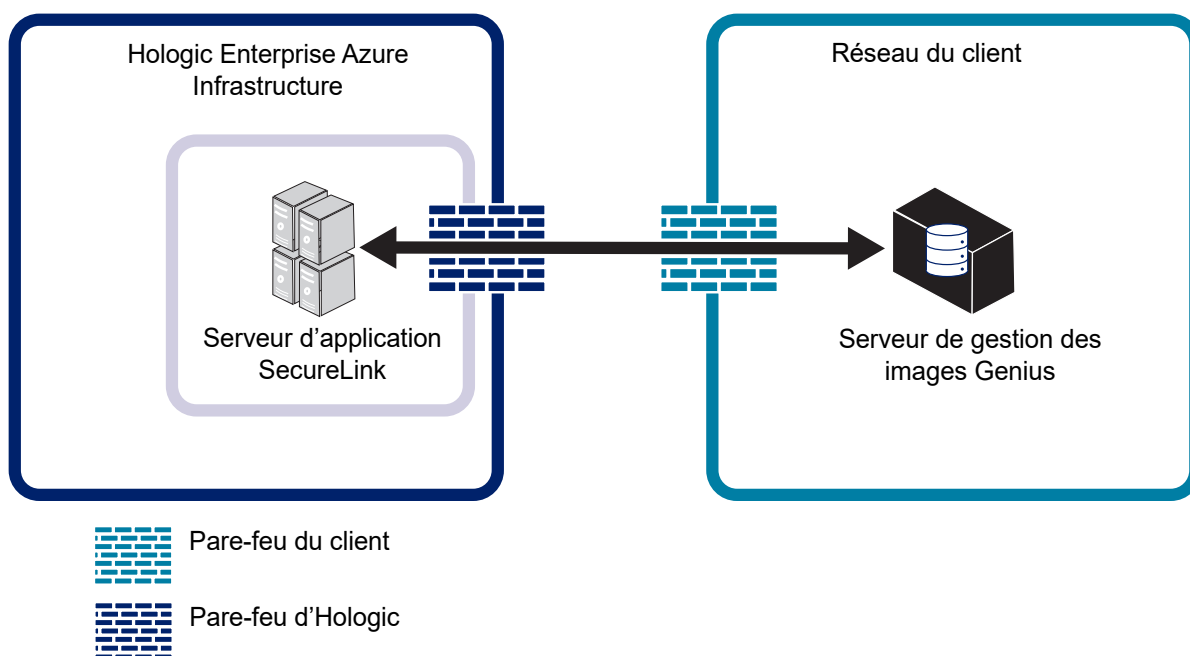 Hologic Enterprise Azure
Infrastructure
Réseau du client
Serveur d’application
SecureLink
Serveur de gestion des
images Genius
Pare-feu du client
Pare-feu d’Hologic